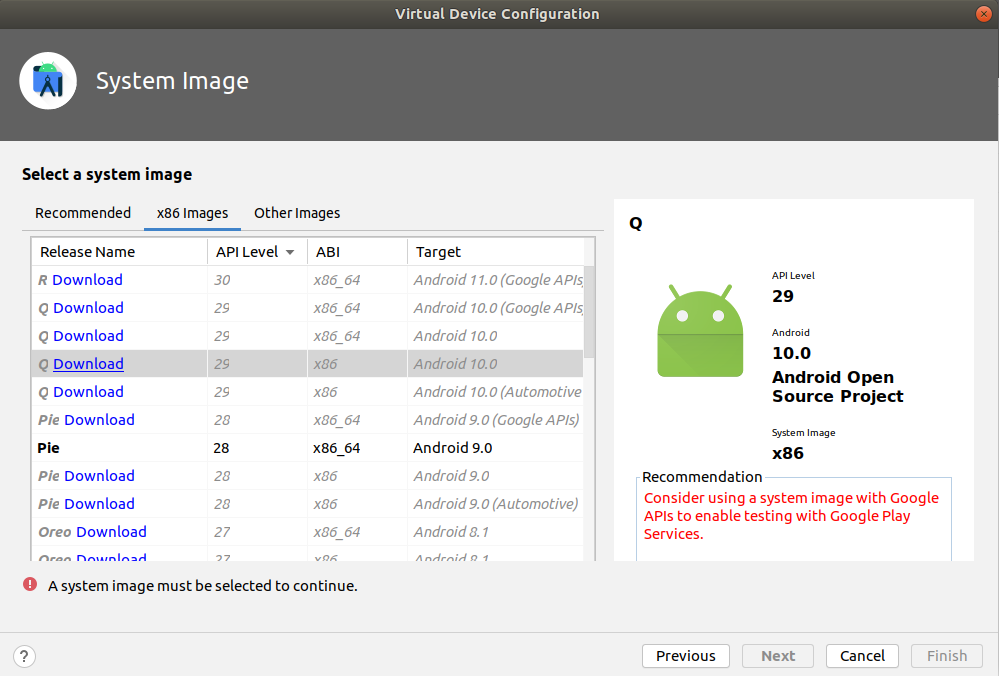 Virtual Device Configuration
System Image
Select a system image
Recommended x86 Images Other Images
Release Name API Level ABI Target
R Download 30 x86_64 Android 11.0 (Google APIs
Q Download 29 x86_64 Android 10.0 (Google APIs
Q Download 29 x86_64 Android 10.0
Q Download 29 x86 Android 10.0
Q Download 29 x86 Android 10.0 (Automotive
Pie Download 28 x86_64 Android 9.0 (Google APIs)
Pie 28 x86_64 Android 9.0
Pie Download 28 x86 Android 9.0
Pie Download 28 x86 Android 9.0 (Automotive)
Oreo Download 27 x86_64 Android 8.1
Oreo Download 27 x86 Android 8.1
Q
API Level
29
Android
10.0
Android Open
Source Project
System Image
x86
Recommendation
Consider using a system image with Google
APIs to enable testing with Google Play
Services.
! A system image must be selected to continue.
? Previous Next Cancel Finish